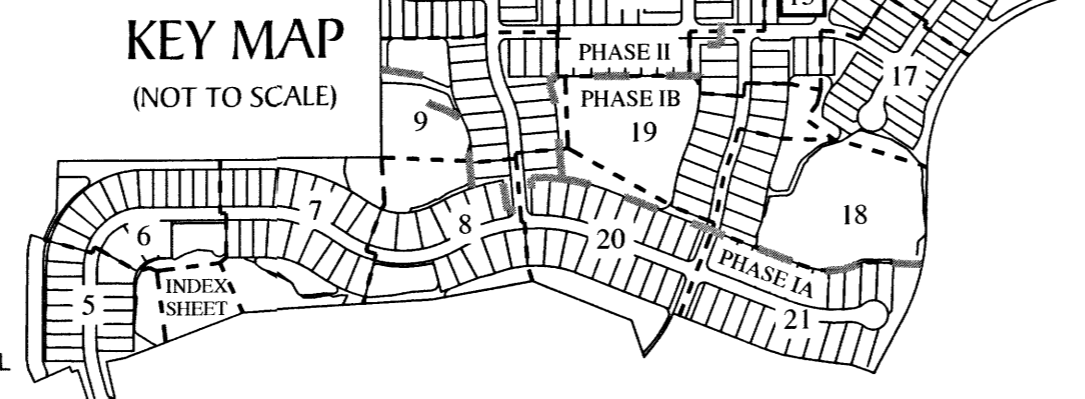 KEY MAP
(NOT TO SCALE)
PHASE II
PHASE IB
17
9
19
18
7
8
6
20
PHASE IA
INDEX
SHEET
5
21